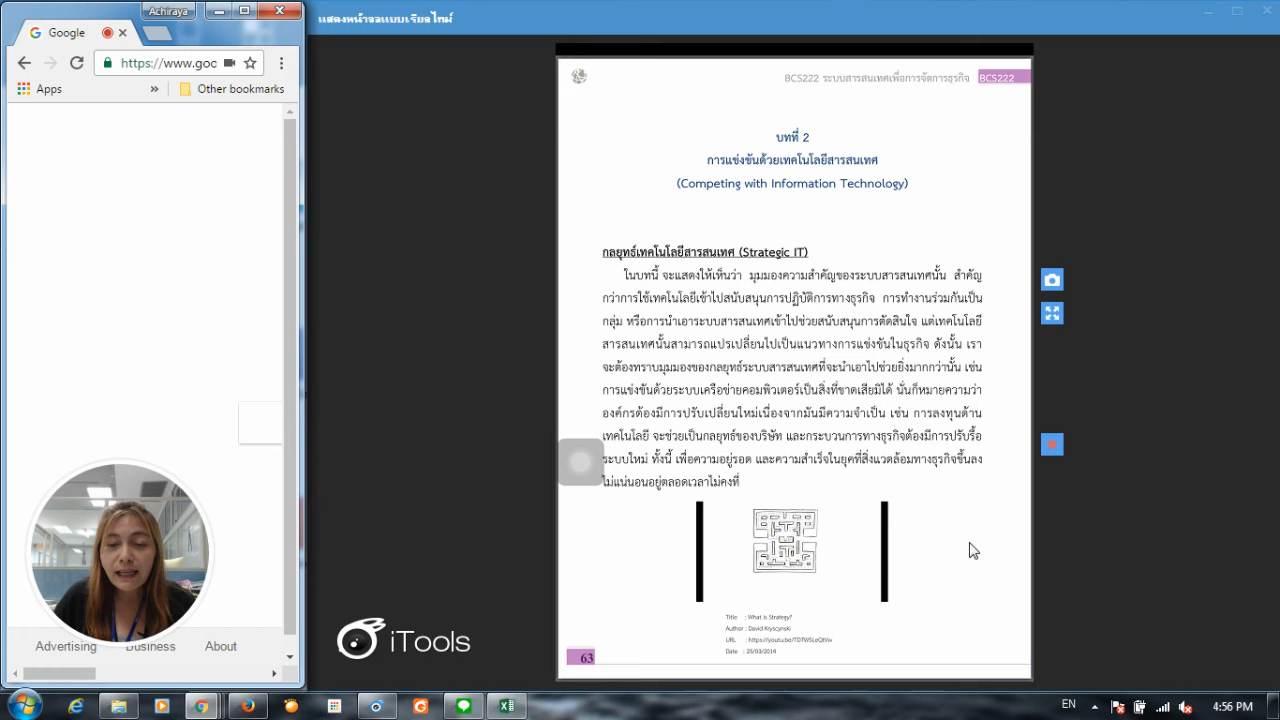 Achiraya
Google
https://www.goc
Apps
»
Other bookmarks
Advertising
Business
About
แสดงหน้าจอแบบเรียลไทม์
BCS222 ระบบสารสนเทศเพื่อการจัดการธุรกิจ BCS222
บทที่ 2
การแข่งขันด้วยเทคโนโลยีสารสนเทศ
(Competing with Information Technology)
กลยุทธ์เทคโนโลยีสารสนเทศ (Strategic IT)
ในบทนี้ จะแสดงให้เห็นว่า มุมมองความสำคัญของระบบสารสนเทศนั้น สำคัญ
กว่าการใช้เทคโนโลยีเข้าไปสนับสนุนการปฏิบัติการทางธุรกิจ การทำงานร่วมกันเป็น
กลุ่ม หรือการนำเอาระบบสารสนเทศเข้าไปช่วยสนับสนุนการตัดสินใจ แต่เทคโนโลยี
สารสนเทศนั้นสามารถแปรเปลี่ยนไปเป็นแนวทางการแข่งขันในธุรกิจ ดังนั้น เรา
จะต้องทราบมุมมองของกลยุทธ์ระบบสารสนเทศที่จะนำเอาไปช่วยยิ่งมากกว่านั้น เช่น
การแข่งขันด้วยระบบเครือข่ายคอมพิวเตอร์เป็นสิ่งที่ขาดเสียมิได้ นั่นก็หมายความว่า
องค์กรต้องมีการปรับเปลี่ยนใหม่เนื่องจากมันมีความจำเป็น เช่น การลงทุนด้าน
เทคโนโลยี จะช่วยเป็นกลยุทธ์ของบริษัท และกระบวนการทางธุรกิจต้องมีการปรับรื้อ
ระบบใหม่ ทั้งนี้ เพื่อความอยู่รอด และความสำเร็จในยุคที่สิ่งแวดล้อมทางธุรกิจขึ้นลง
ไม่แน่นอนอยู่ตลอดเวลาไม่คงที่
Title : What is Strategy?
Author : David Kryscynski
URL : https://youtu.be/TD7WSLeQtVw
Date : 25/03/2014
63
iTools
EN
4:56 PM